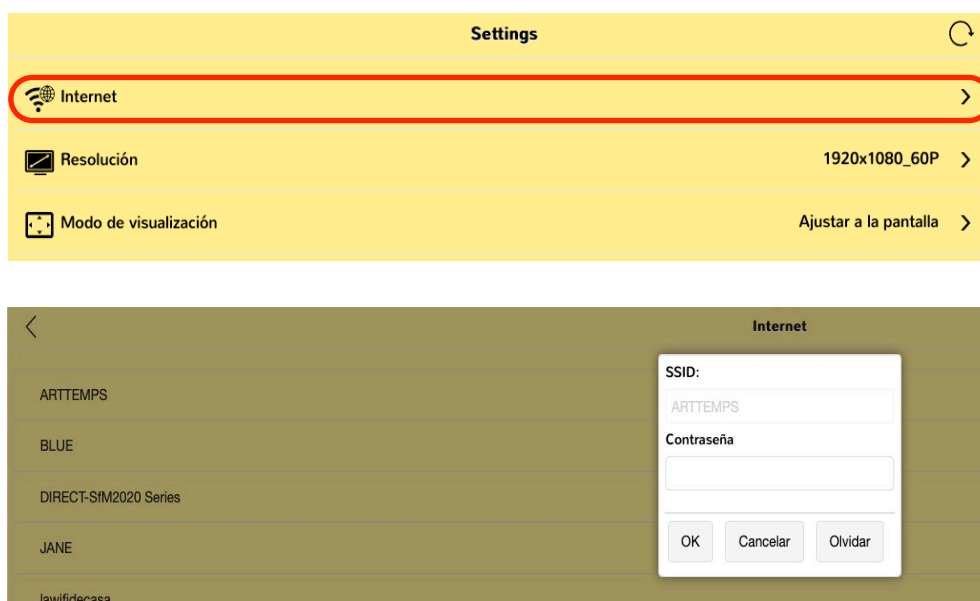 Settings
Internet
Resolución 1920x1080_60P
Modo de visualización Ajustar a la pantalla
Internet
ARTTEMPS
BLUE
DIRECT-SfM2020 Series
JANE
lawifidecasa
SSID:
ARTTEMPS
Contraseña
OK Cancelar Olvidar